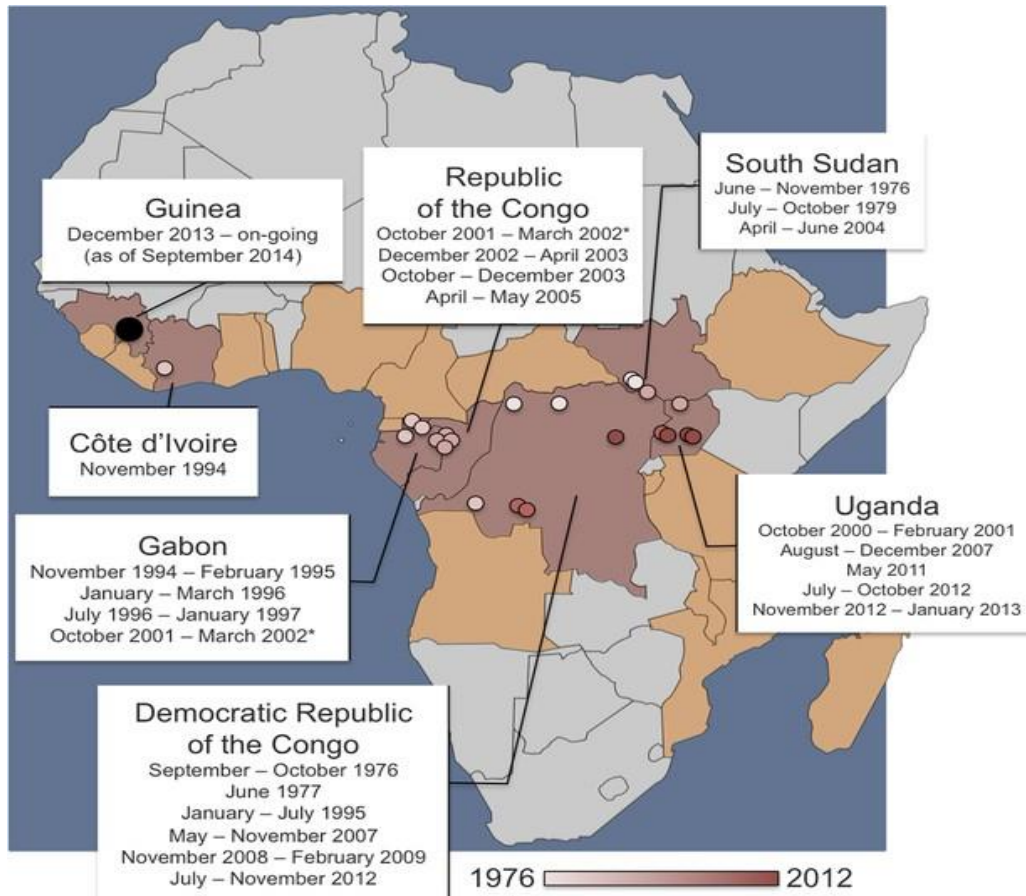 South Sudan
June – November 1976
July – October 1979
April – June 2004
Republic
of the Congo
October 2001 – March 2002*
December 2002 – April 2003
October – December 2003
April – May 2005
Guinea
December 2013 – on-going
(as of September 2014)
Côte d’Ivoire
November 1994
Gabon
November 1994 – February 1995
January – March 1996
July 1996 – January 1997
October 2001 – March 2002*
Uganda
October 2000 – February 2001
August – December 2007
May 2011
July – October 2012
November 2012 – January 2013
Democratic Republic
of the Congo
September – October 1976
June 1977
January – July 1995
May – November 2007
November 2008 – February 2009
July – November 2012
1976 2012